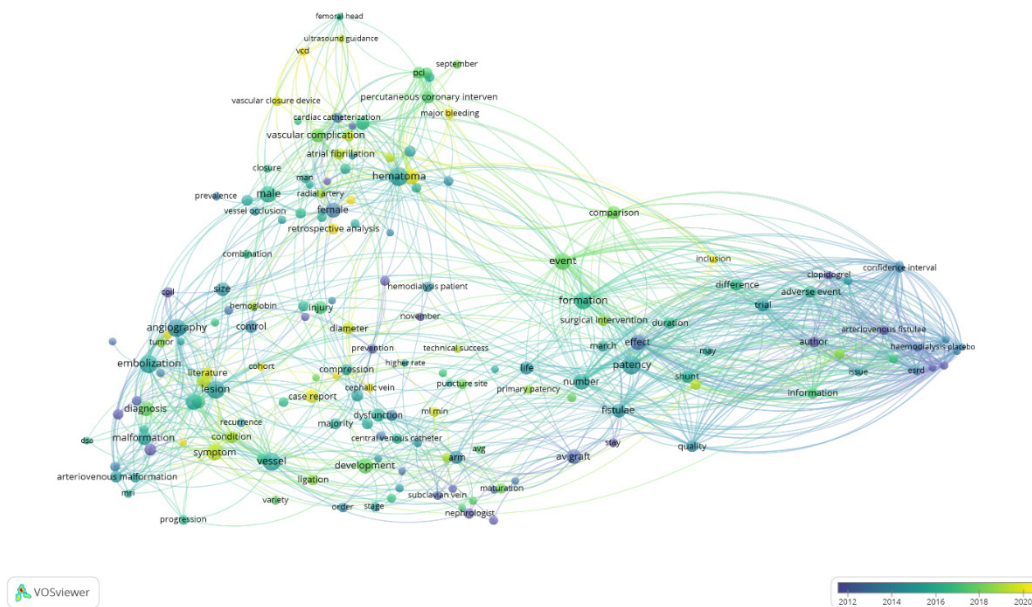 femoral head
ultrasound guidance
vcd
september
pci
vascular closure device
percutaneous coronary interven
major bleeding
cardiac catheterization
vascular complication
atrial fibrillation
closure
hematoma
man
prevalence
male
radial artery
vessel occlusion
female
comparison
retrospective analysis
combination
event
inclusion
confidence interval
clopidogrel
coil
size
hemodialysis patient
difference
adverse event
hemoglobin
injury
formation
trial
november
surgical intervention
duration
angiography
control
diameter
effect
arteriovenous fistulae
author
tumor
prevention
march
haemodialysis placebo
technical success
may
embolization
higher rate
life
patency
issue
esrd
literature
cohort
compression
shunt
lesion
cephalic vein
puncture site
number
primary patency
information
case report
diagnosis
ml min
fistulae
recurrence
majority
dysfunction
malformation
condition
central venous catheter
stay
dsa
symptom
avg
quality
vessel
development
arm
av graft
arteriovenous malformation
ligation
maturation
mri
subclavian vein
variety
order
stage
nephrologist
progression
VOSviewer
2012 2014 2016 2018 2020